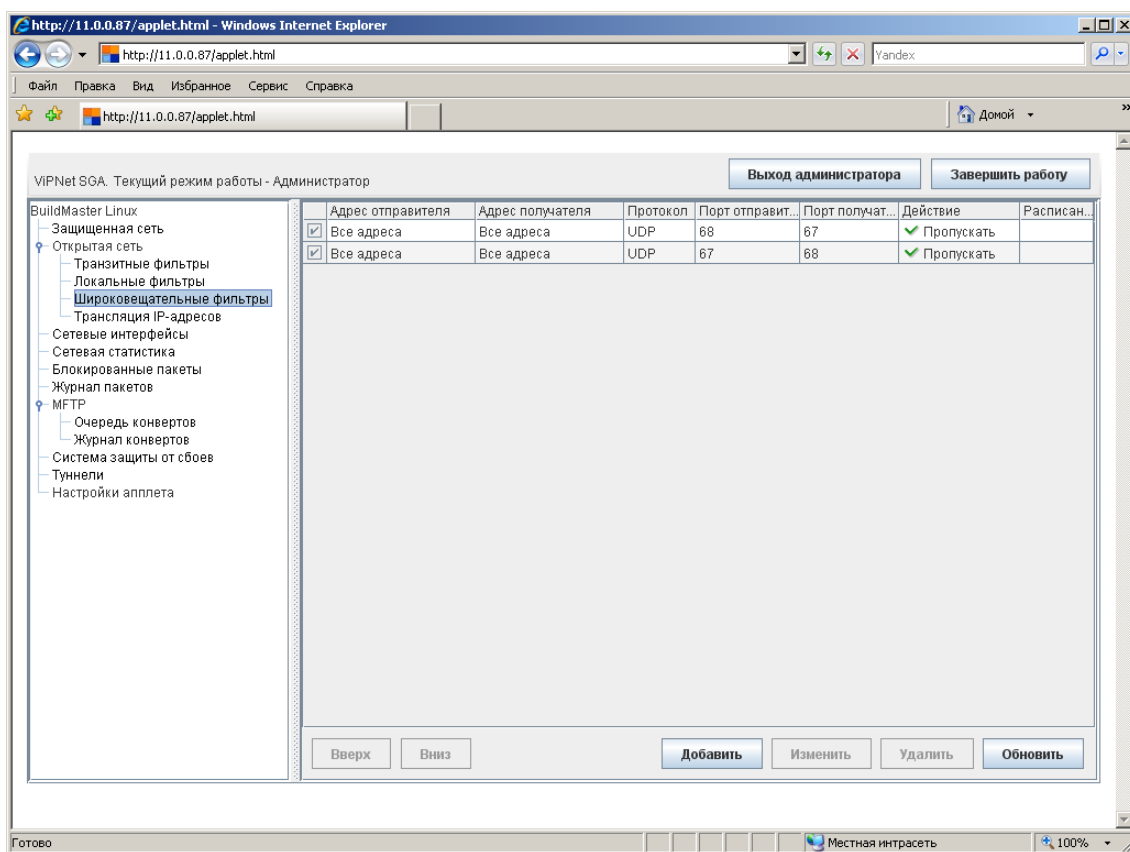 http://11.0.0.87/applet.html - Windows Internet Explorer
http://11.0.0.87/applet.html
Yandex
Файл Правка Вид Избранное Сервис Справка
http://11.0.0.87/applet.html
Домой
ViPNet SGA. Текущий режим работы - Администратор
Выход администратора
Завершить работу
BuildMaster Linux
Защищенная сеть
Открытая сеть
Транзитные фильтры
Локальные фильтры
Широковещательные фильтры
Трансляция IP-адресов
Сетевые интерфейсы
Сетевая статистика
Блокированные пакеты
Журнал пакетов
MFTP
Очередь конвертов
Журнал конвертов
Система защиты от сбоев
Туннели
Настройки апплета
Адрес отправителя Адрес получателя Протокол Порт отправит... Порт получат... Действие Расписан...
Все адреса Все адреса UDP 68 67 Пропускать
Все адреса Все адреса UDP 67 68 Пропускать
Вверх Вниз Добавить Изменить Удалить Обновить
Готово
Местная интрасеть
100%